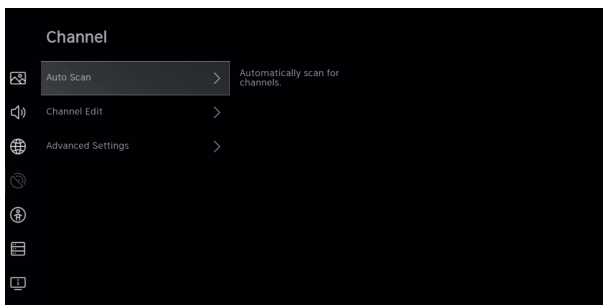 Channel
Auto Scan
Automatically scan for
channels.
Channel Edit
Advanced Settings